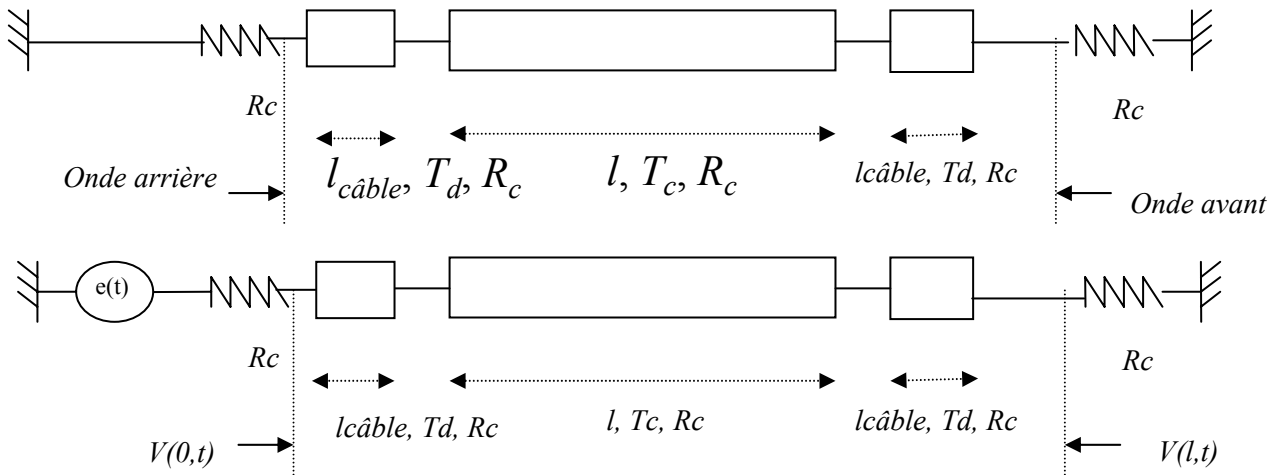 Rc
Rc
Onde arrière
lcâble, Td, Rc
l, Tc, Rc
lcâble, Td, Rc
Onde avant
e(t)
Rc
Rc
lcâble, Td, Rc
l, Tc, Rc
lcâble, Td, Rc
V(0,t)
V(l,t)